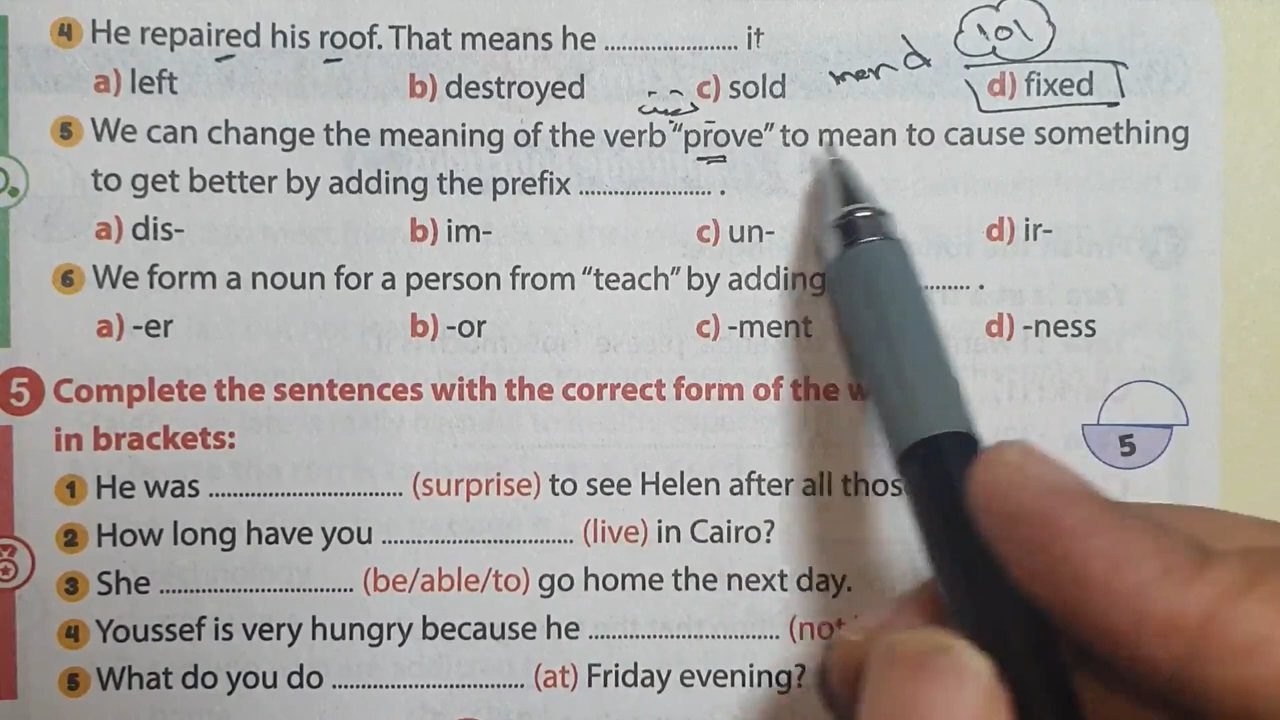 4 He repaired his roof. That means he ...................... it
a) left b) destroyed c) sold mend d) fixed
5 We can change the meaning of the verb "prove" to mean to cause something
to get better by adding the prefix ...................... .
a) dis- b) im- c) un- d) ir-
6 We form a noun for a person from "teach" by adding ........ .
a) -er b) -or c) -ment d) -ness
5 Complete the sentences with the correct form of the
in brackets: 5
1 He was ................................ (surprise) to see Helen after all
2 How long have you ................................ (live) in Cairo?
3 She ................................ (be/able/to) go home the next day.
4 Youssef is very hungry because he ................................ (not
5 What do you do ................................ (at) Friday evening?